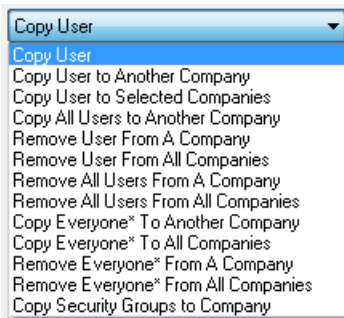 Copy User
Copy User
Copy User to Another Company
Copy User to Selected Companies
Copy All Users to Another Company
Remove User From A Company
Remove User From All Companies
Remove All Users From A Company
Remove All Users From All Companies
Copy Everyone* To Another Company
Copy Everyone* To All Companies
Remove Everyone* From A Company
Remove Everyone* From All Companies
Copy Security Groups to Company